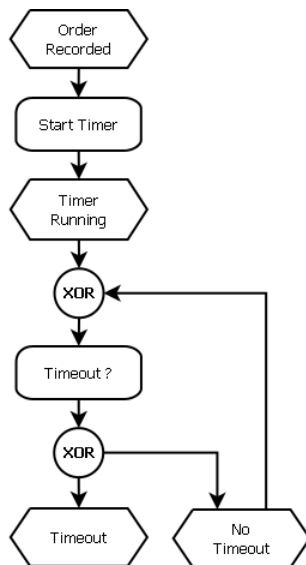 Order
Recorded
Start Timer
Timer
Running
XOR
Timeout ?
XOR
Timeout
No
Timeout